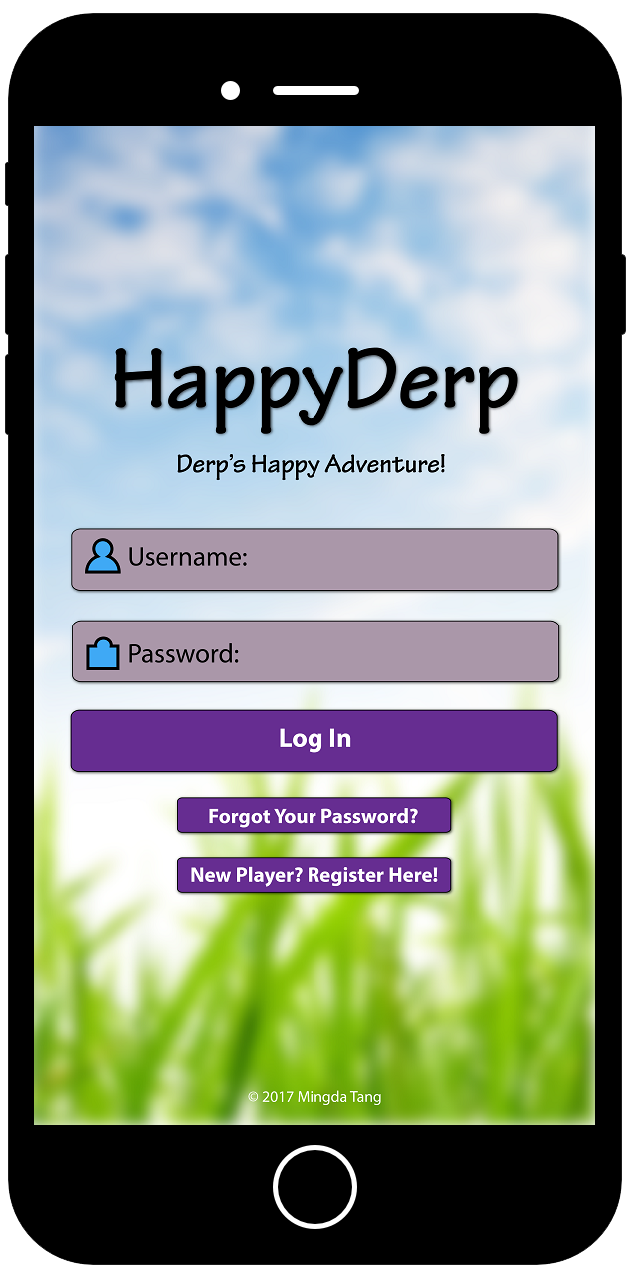 HappyDerp
Derp's Happy Adventure!
Username:
Password:
Log In
Forgot Your Password?
New Player? Register Here!
© 2017 Mingda Tang